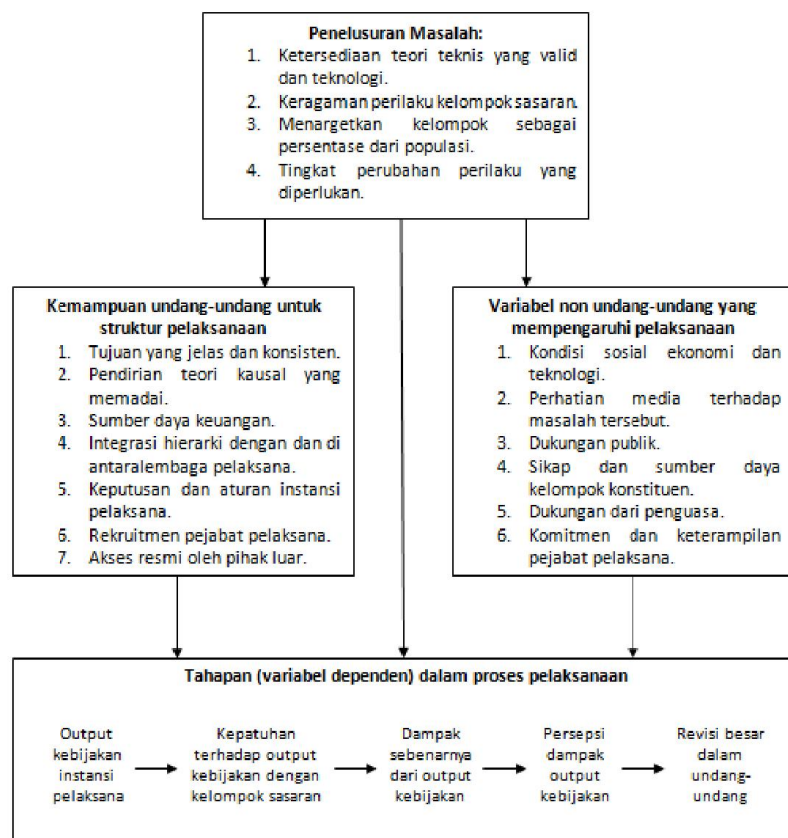 Penelusuran Masalah:
1. Ketersediaan teori teknis yang valid
dan teknologi.
2. Keragaman perilaku kelompok sasaran.
3. Menargetkan kelompok sebagai
persentase dari populasi.
4. Tingkat perubahan perilaku yang
diperlukan.
Kemampuan undang-undang untuk
struktur pelaksanaan
1. Tujuan yang jelas dan konsisten.
2. Pendirian teori kausal yang
memadai.
3. Sumber daya keuangan.
4. Integrasi hierarki dengan dan di
antaralembaga pelaksana.
5. Keputusan dan aturan instansi
pelaksana.
6. Rekruitmen pejabat pelaksana.
7. Akses resmi oleh pihak luar.
Variabel non undang-undang yang
mempengaruhi pelaksanaan
1. Kondisi sosial ekonomi dan
teknologi.
2. Perhatian media terhadap
masalah tersebut.
3. Dukungan publik.
4. Sikap dan sumber daya
kelompok konstituen.
5. Dukungan dari penguasa.
6. Komitmen dan keterampilan
pejabat pelaksana.
Tahapan (variabel dependen) dalam proses pelaksanaan
Output
kebijakan
instansi
pelaksana
Kepatuhan
terhadap output
kebijakan dengan
kelompok sasaran
Dampak
sebenarnya
dari output
kebijakan
Persepsi
dampak
output
kebijakan
Revisi besar
dalam
undang-
undang